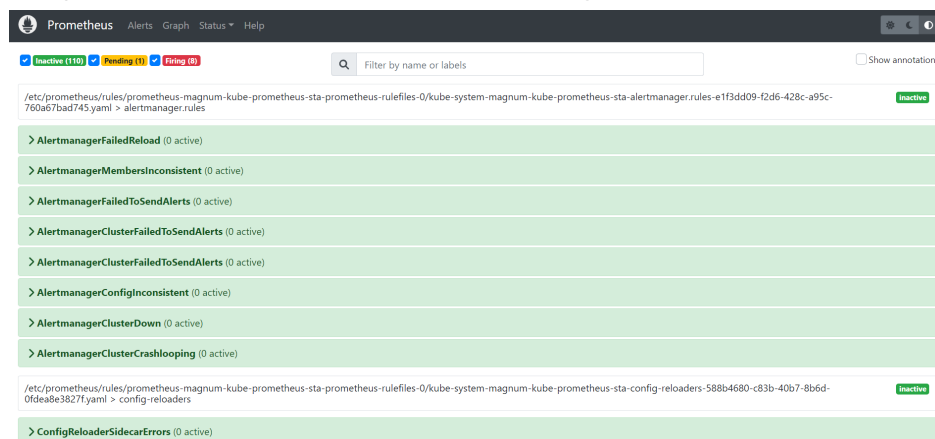 Prometheus Alerts Graph Status Help
Inactive (110) Pending (1) Firing (8) Filter by name or labels Show annotation
/etc/prometheus/rules/prometheus-magnum-kube-prometheus-sta-prometheus-rulefiles-0/kube-system-magnum-kube-prometheus-sta-alertmanager.rules-e1f3dd09-f2d6-428c-a95c-
760a67bad745.yaml > alertmanager.rules
inactive
AlertmanagerFailedReload (0 active)
AlertmanagerMembersInconsistent (0 active)
AlertmanagerFailedToSendAlerts (0 active)
AlertmanagerClusterFailedToSendAlerts (0 active)
AlertmanagerClusterFailedToSendAlerts (0 active)
AlertmanagerConfigInconsistent (0 active)
AlertmanagerClusterDown (0 active)
AlertmanagerClusterCrashlooping (0 active)
/etc/prometheus/rules/prometheus-magnum-kube-prometheus-sta-prometheus-rulefiles-0/kube-system-magnum-kube-prometheus-sta-config-reloaders-588b4680-c83b-40b7-8b6d-
0fdea8e3827f.yaml > config-reloaders
inactive
ConfigReloaderSidecarErrors (0 active)